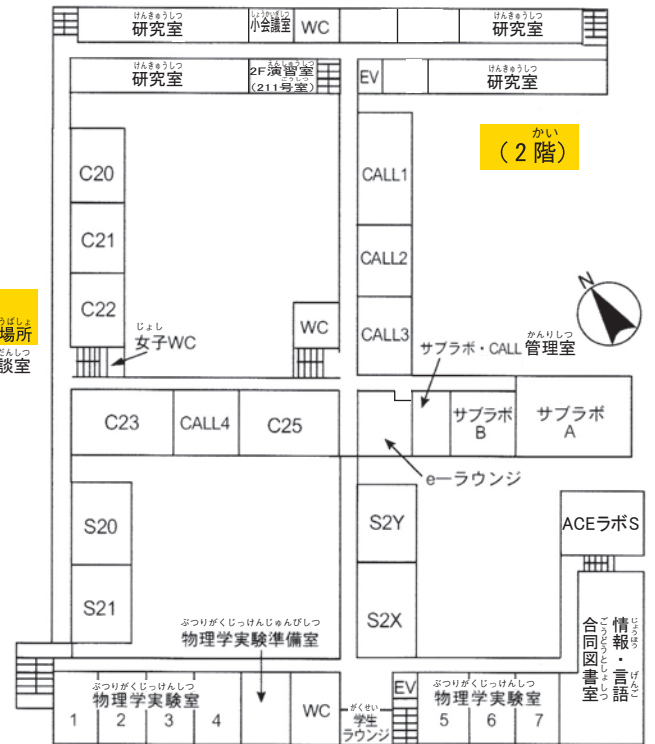 けんきゅうしつ
研究室
しょうかいぎしつ
小会議室
WC
けんきゅうしつ
研究室
けんきゅうしつ
研究室
えんしゅうしつ
2F演習室
ごうしつ
(211号室)
EV
けんきゅうしつ
研究室
かい
(2階)
C20
C21
C22
CALL1
CALL2
CALL3
N
うばしょ
場所
だんしつ
談室
じょし
女子WC
WC
かんりしつ
サブラボ・CALL 管理室
C23
CALL4
C25
サブラボ
B
サブラボ
A
eーラウンジ
S20
S21
S2Y
S2X
ACEラボS
じょうほう げんご
情報・言語
ごうどうとしょしつ
合同図書室
ぶつりがくじっけんじゅんびしつ
物理学実験準備室
ぶつりがくじっけんしつ
物理学実験室
1 2 3 4
WC
がくせい
学生
ラウンジ
EV
ぶつりがくじっけんしつ
物理学実験室
5 6 7